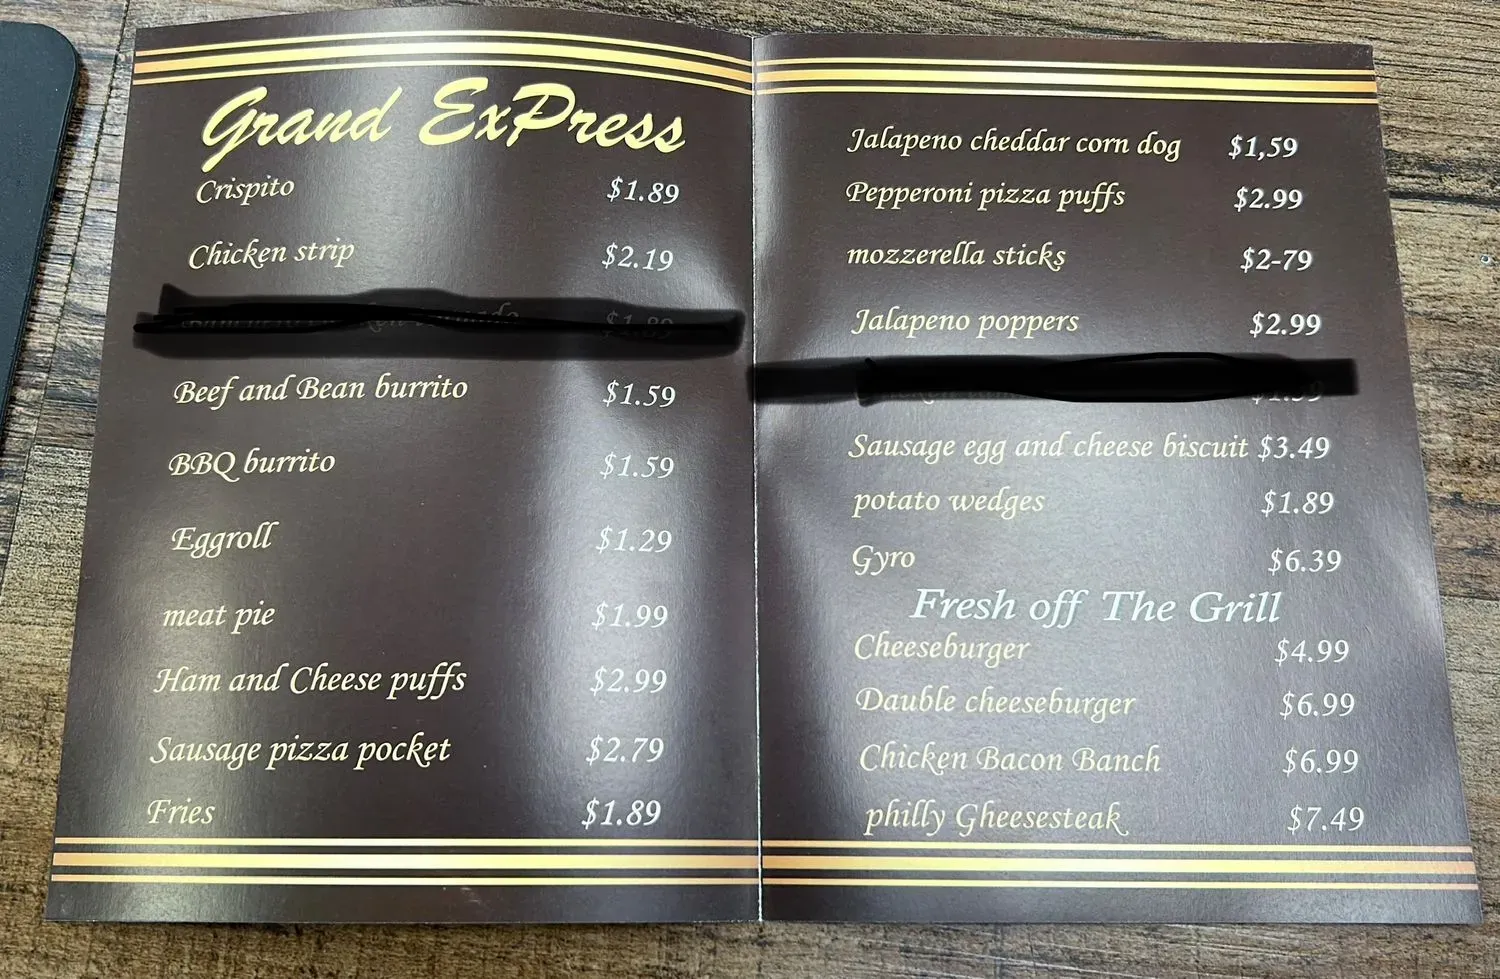 Grand ExPress
Crispito $1.89
Chicken strip $2.19
$1.89
Beef and Bean burrito $1.59
BBQ burrito $1.59
Eggroll $1.29
meat pie $1.99
Ham and Cheese puffs $2.99
Sausage pizza pocket $2.79
Fries $1.89
Jalapeno cheddar corn dog $1,59
Pepperoni pizza puffs $2.99
mozzerella sticks $2-79
Jalapeno poppers $2.99
Sausage egg and cheese biscuit $3.49
potato wedges $1.89
Gyro $6.39
Fresh off The Grill
Cheeseburger $4.99
Dauble cheeseburger $6.99
Chicken Bacon Banch $6.99
philly Gheesesteak $7.49